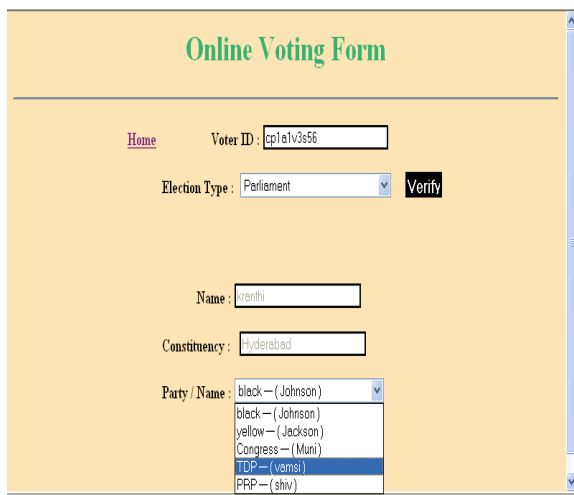 Online Voting Form
Home Voter ID : cp1a1v3s56
Election Type : Parliament Verify
Name : kranthi
Constituency : Hyderabad
Party / Name : black—( Johnson )
black—( Johnson )
yellow—( Jackson )
Congress—( Muni )
TDP—( vamsi )
PRP—( shiv )